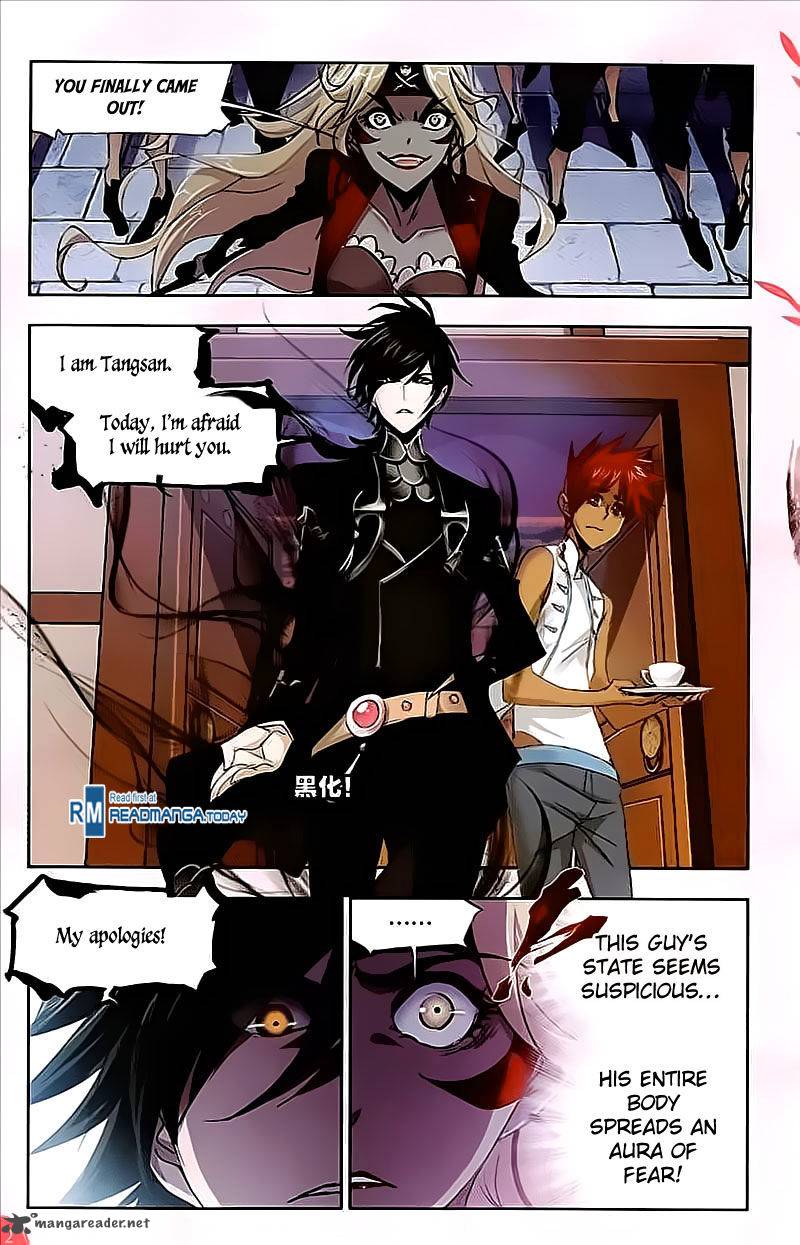 YOU FINALLY CAME
OUT!
I am Tangsan.
Today, I'm afraid
I will hurt you.
黑化!
RM
Read first at
READMANGA.TODAY
My apologies!
......
THIS GUY'S
STATE SEEMS
SUSPICIOUS...
HIS ENTIRE
BODY
SPREADS AN
AURA OF
FEAR!
2
mangareader.net